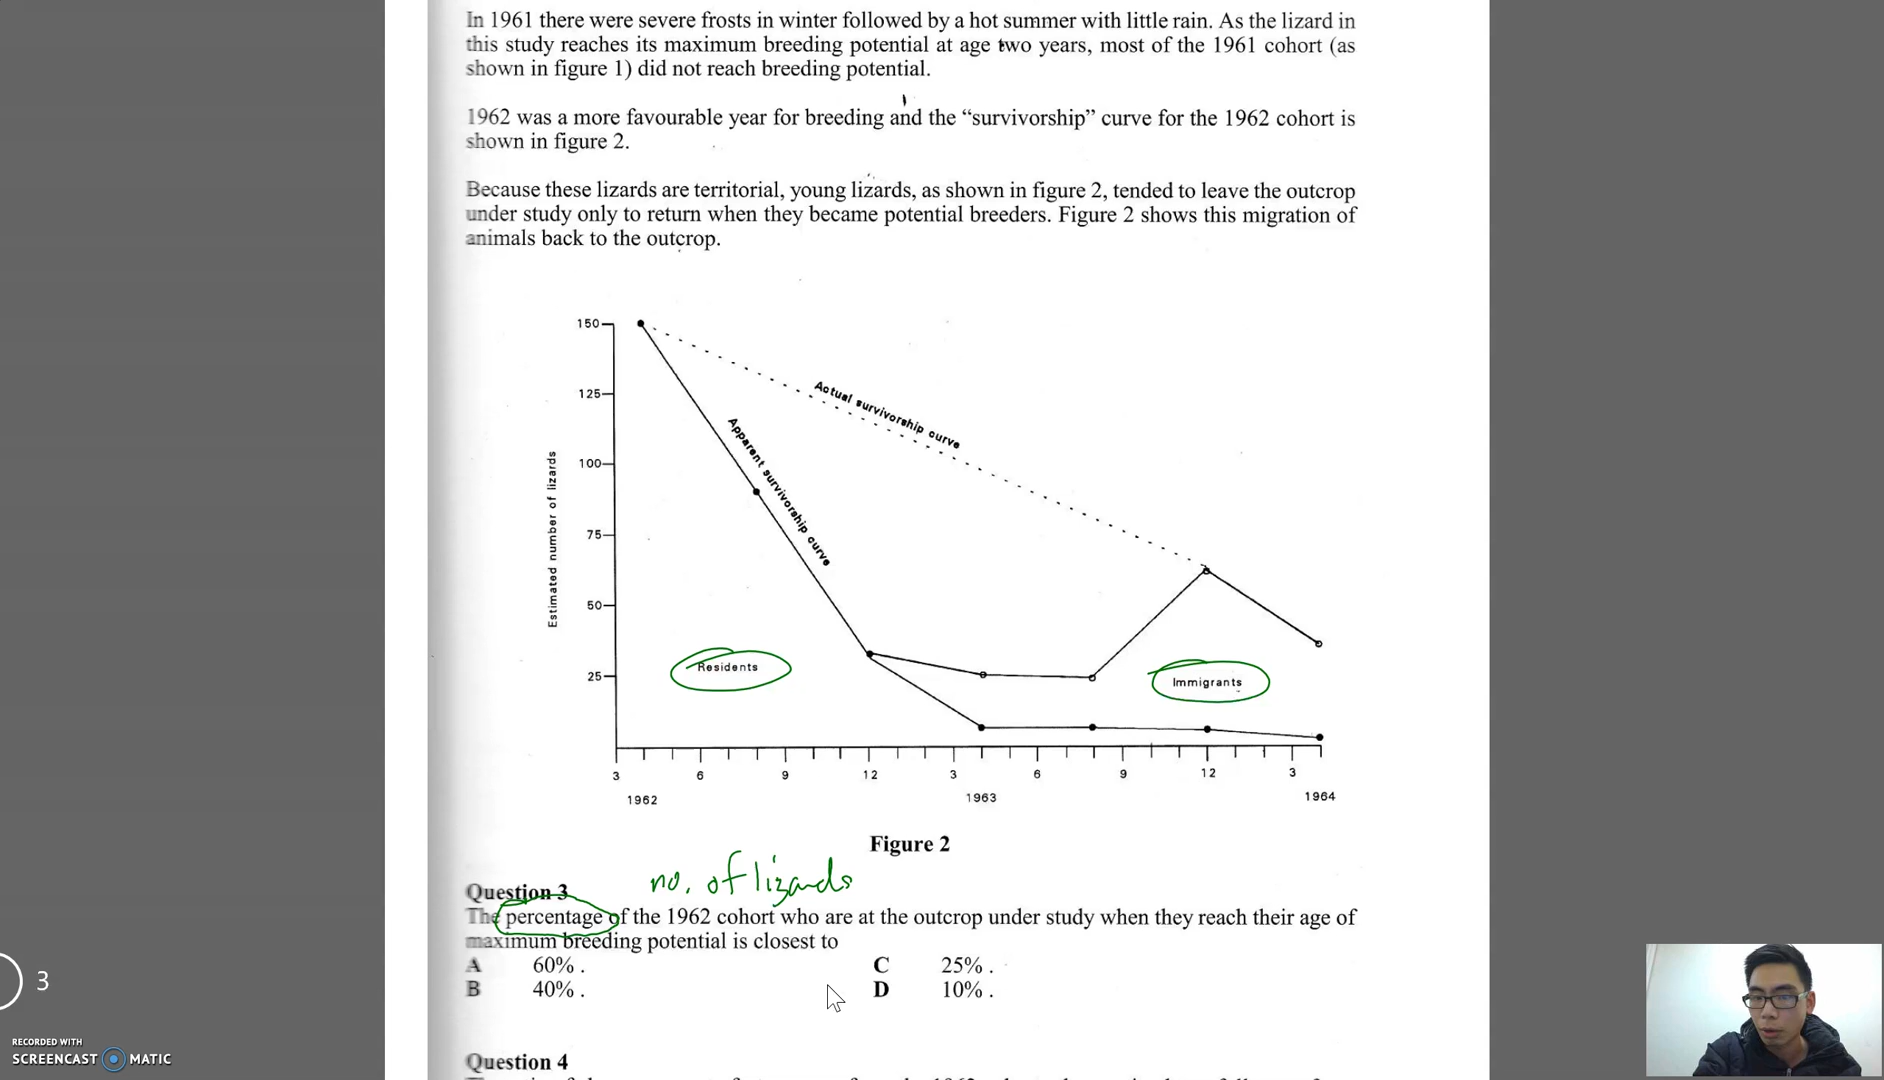 In 1961 there were severe frosts in winter followed by a hot summer with little rain. As the lizard in
this study reaches its maximum breeding potential at age two years, most of the 1961 cohort (as
shown in figure 1) did not reach breeding potential.
1962 was a more favourable year for breeding and the “survivorship” curve for the 1962 cohort is
shown in figure 2.
Because these lizards are territorial, young lizards, as shown in figure 2, tended to leave the outcrop
under study only to return when they became potential breeders. Figure 2 shows this migration of
animals back to the outcrop.
150
125
100
75
50
25
Estimated number of lizards
Actual survivorship curve
Apparent survivorship curve
Residents
Immigrants
3 6 9 12 3 6 9 12 3
1962 1963 1964
Figure 2
no. of lizards
Question 3
The percentage of the 1962 cohort who are at the outcrop under study when they reach their age of
maximum breeding potential is closest to
A 60% . C 25% .
B 40% . D 10% .
3
Question 4
RECORDED WITH
SCREENCAST MATIC